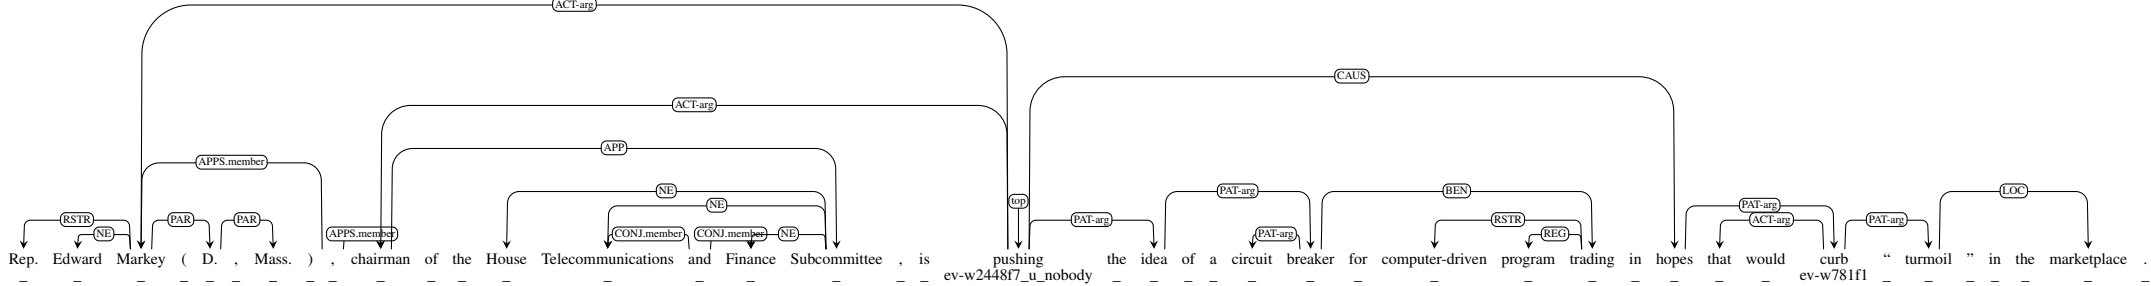 ACT-arg
CAUS
ACT-arg
APP
APPS.member
NE BEN PAT-arg LOC
NE top PAT-arg
RSTR PAR PAR PAT-arg RSTR ACT-arg PAT-arg
NE APPS.member CONJ.member CONJ.member NE PAT-arg REG
Rep. Edward Markey ( D. , Mass. ) , chairman of the House Telecommunications and Finance Subcommittee , is pushing the idea of a circuit breaker for computer-driven program trading in hopes that would curb “ turmoil ” in the marketplace .
_ _ _ _ _ _ _ _ _ _ _ _ _ _ _ _ _ _ _ ev-w2448f7_u_nobody _ _ _ _ _ _ _ _ _ _ _ _ _ _ ev-w781f1 _ _ _ _ _ _ _